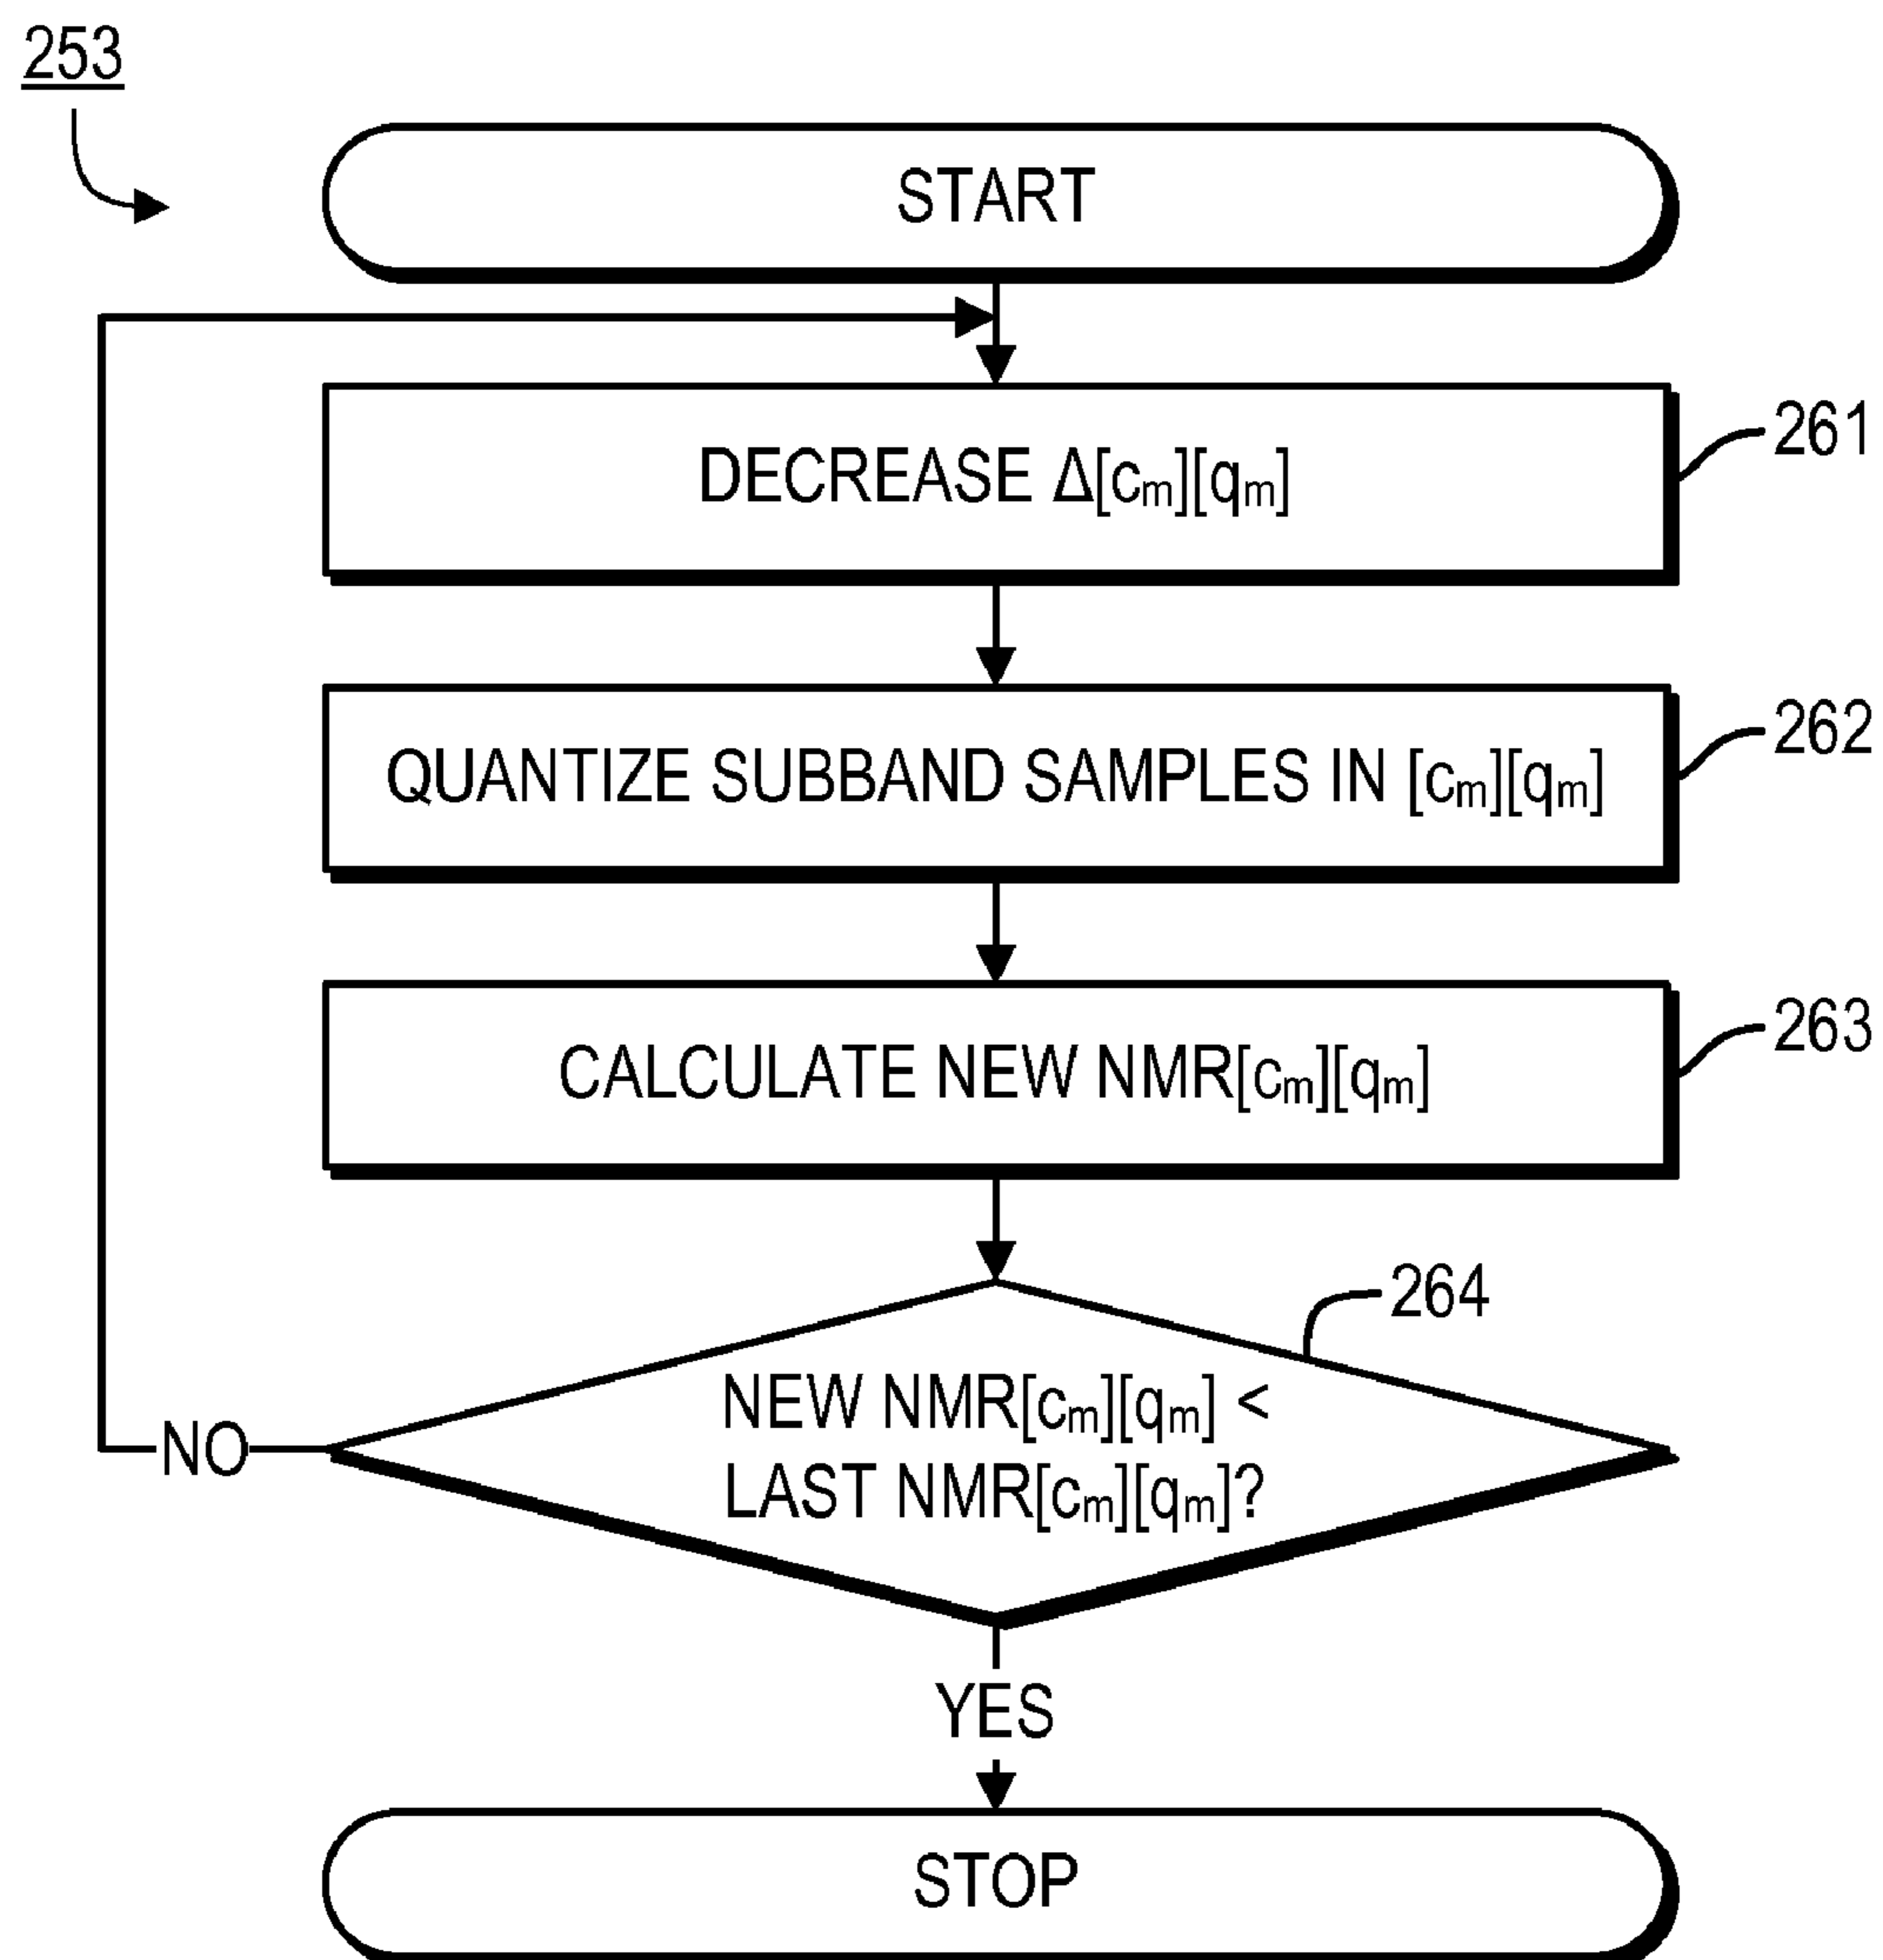 253
START
DECREASE Δ[cₘ][qₘ]
261
QUANTIZE SUBBAND SAMPLES IN [cₘ][qₘ]
262
CALCULATE NEW NMR[cₘ][qₘ]
263
264
NEW NMR[cₘ][qₘ] <
LAST NMR[cₘ][qₘ]?
NO
YES
STOP